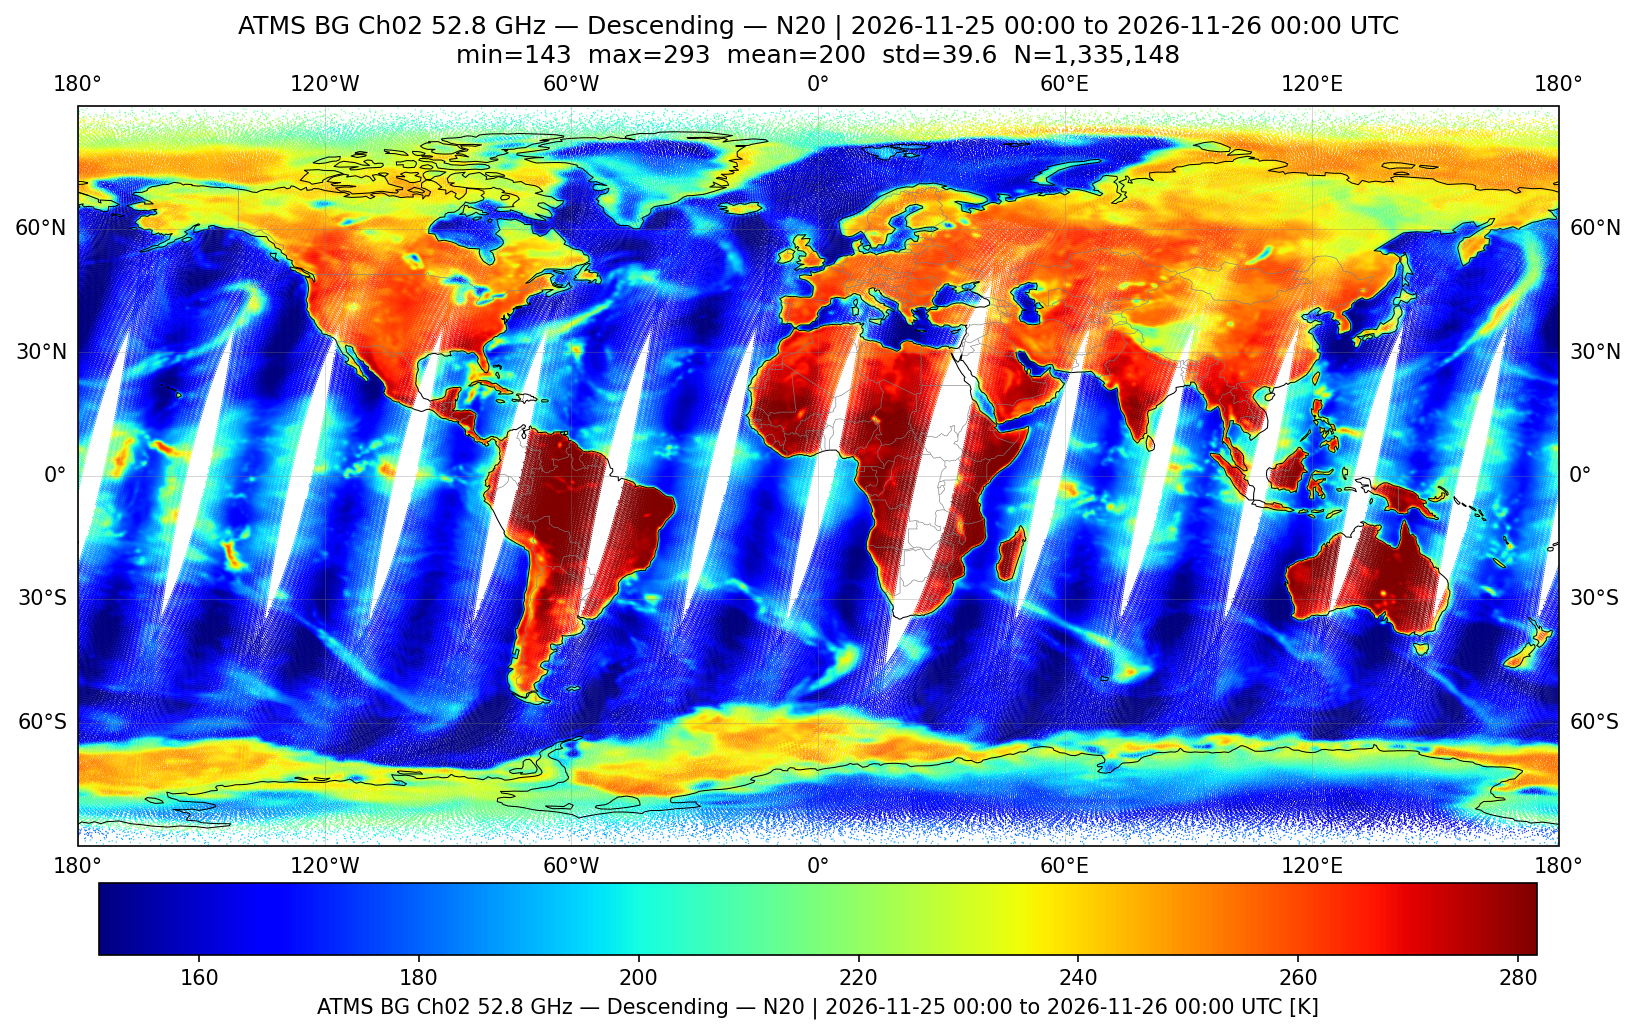 ATMS BG Ch02 52.8 GHz — Descending — N20 | 2026-11-25 00:00 to 2026-11-26 00:00 UTC
min=143 max=293 mean=200 std=39.6 N=1,335,148
180° 120°W 60°W 0° 60°E 120°E 180°
60°N 60°N
30°N 30°N
0° 0°
30°S 30°S
60°S 60°S
180° 120°W 60°W 0° 60°E 120°E 180°
160 180 200 220 240 260 280
ATMS BG Ch02 52.8 GHz — Descending — N20 | 2026-11-25 00:00 to 2026-11-26 00:00 UTC [K]